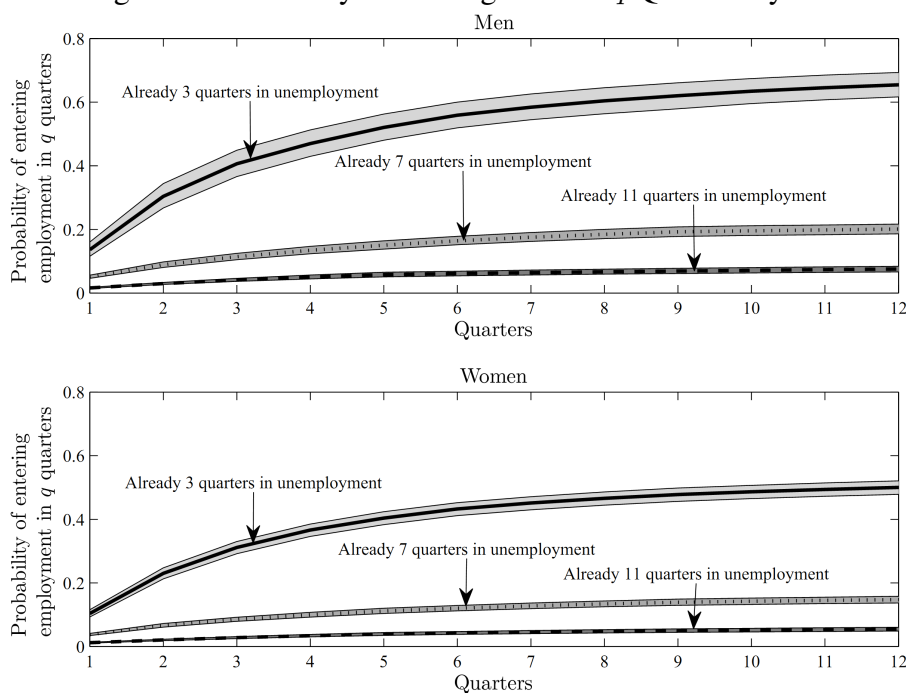 Men
Probability of entering
employment in q quarters
0.8
0.6
0.4
0.2
0
Already 3 quarters in unemployment
Already 7 quarters in unemployment
Already 11 quarters in unemployment
1 2 3 4 5 6 7 8 9 10 11 12
Quarters
Women
Probability of entering
employment in q quarters
0.8
0.6
0.4
0.2
0
Already 3 quarters in unemployment
Already 7 quarters in unemployment
Already 11 quarters in unemployment
1 2 3 4 5 6 7 8 9 10 11 12
Quarters